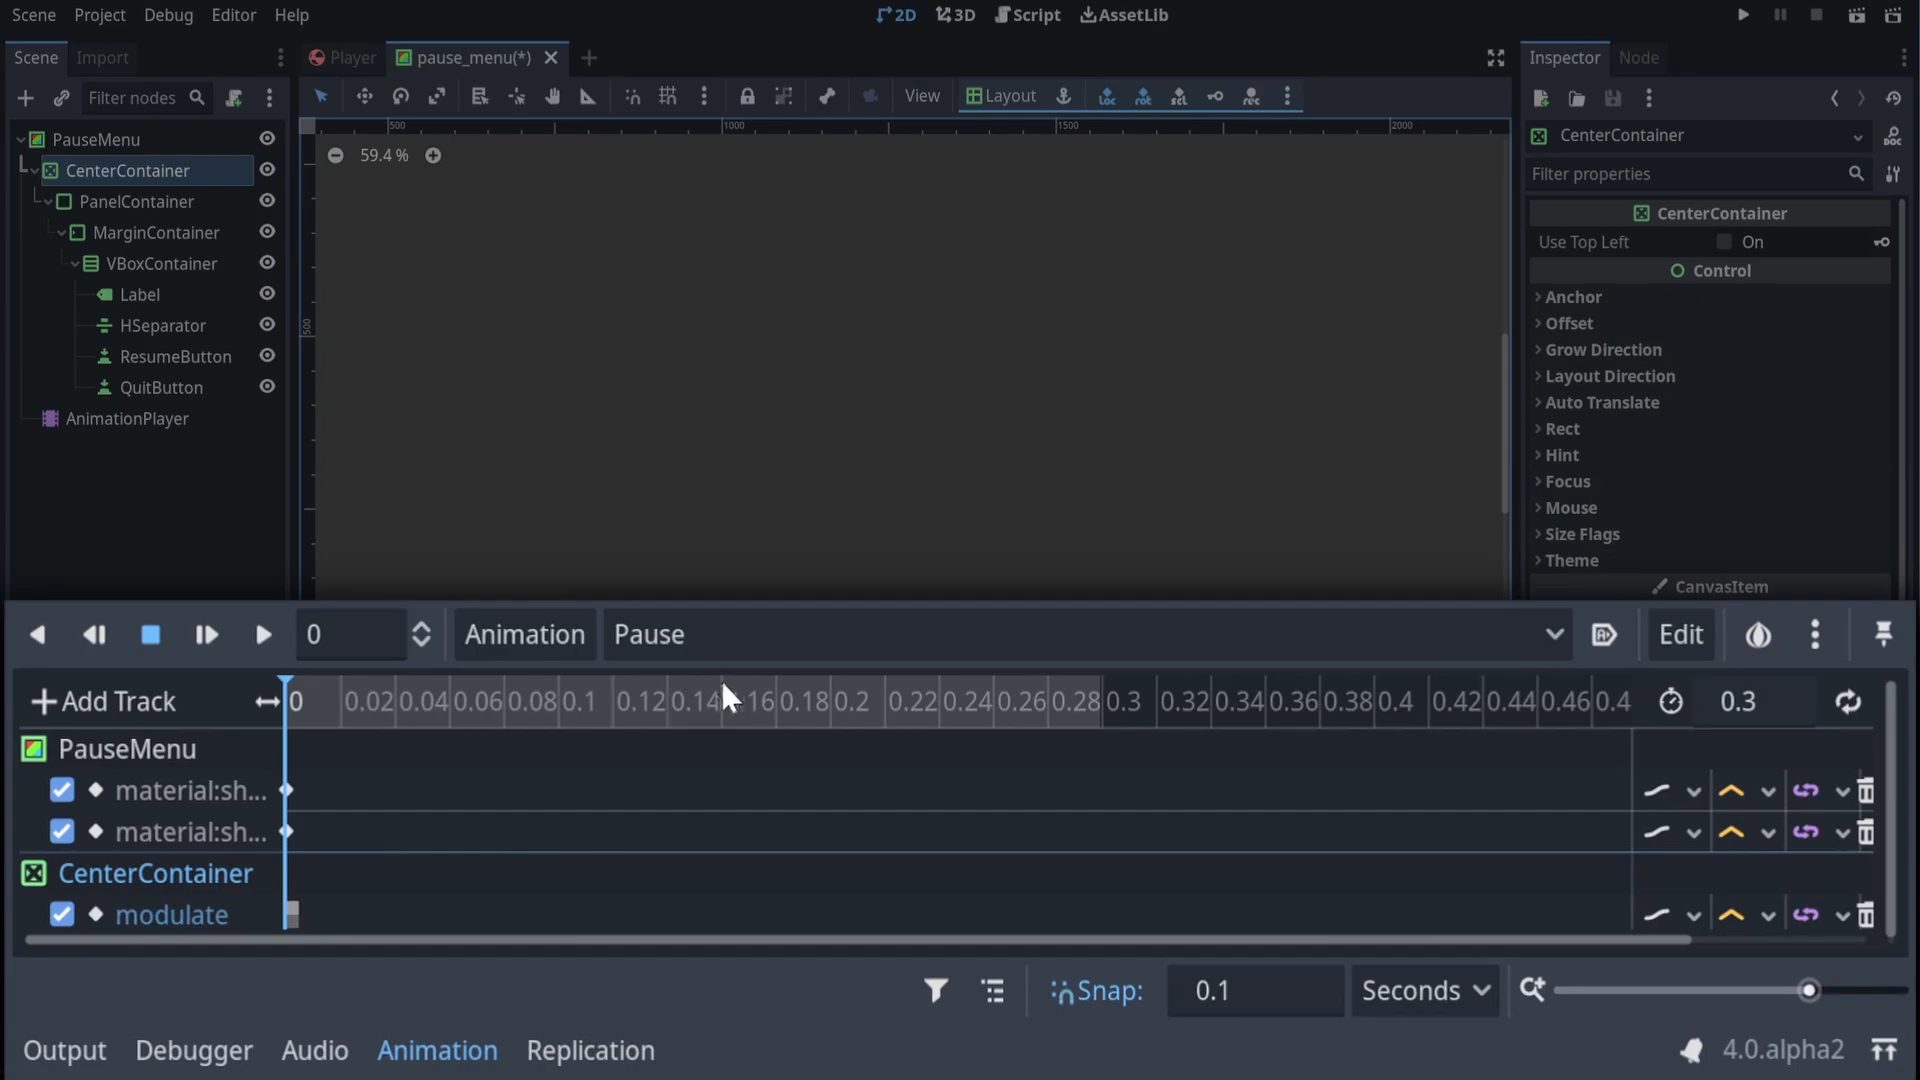 Scene Project Debug Editor Help
2D 3D Script AssetLib
Scene Import
Player pause_menu(*)
Inspector Node
Filter nodes
View Layout
PauseMenu
CenterContainer
PanelContainer
MarginContainer
VBoxContainer
Label
HSeparator
ResumeButton
QuitButton
AnimationPlayer
500 1000 1500 2000
59.4 %
500
CenterContainer
DOC
Filter properties
CenterContainer
Use Top Left On
Control
Anchor
Offset
Grow Direction
Layout Direction
Auto Translate
Rect
Hint
Focus
Mouse
Size Flags
Theme
CanvasItem
0 Animation Pause Edit
Add Track 0 0.02 0.04 0.06 0.08 0.1 0.12 0.14 16 0.18 0.2 0.22 0.24 0.26 0.28 0.3 0.32 0.34 0.36 0.38 0.4 0.42 0.44 0.46 0.4 0.3
PauseMenu
material:sh...
material:sh...
CenterContainer
modulate
Snap: 0.1 Seconds
Output Debugger Audio Animation Replication
4.0.alpha2